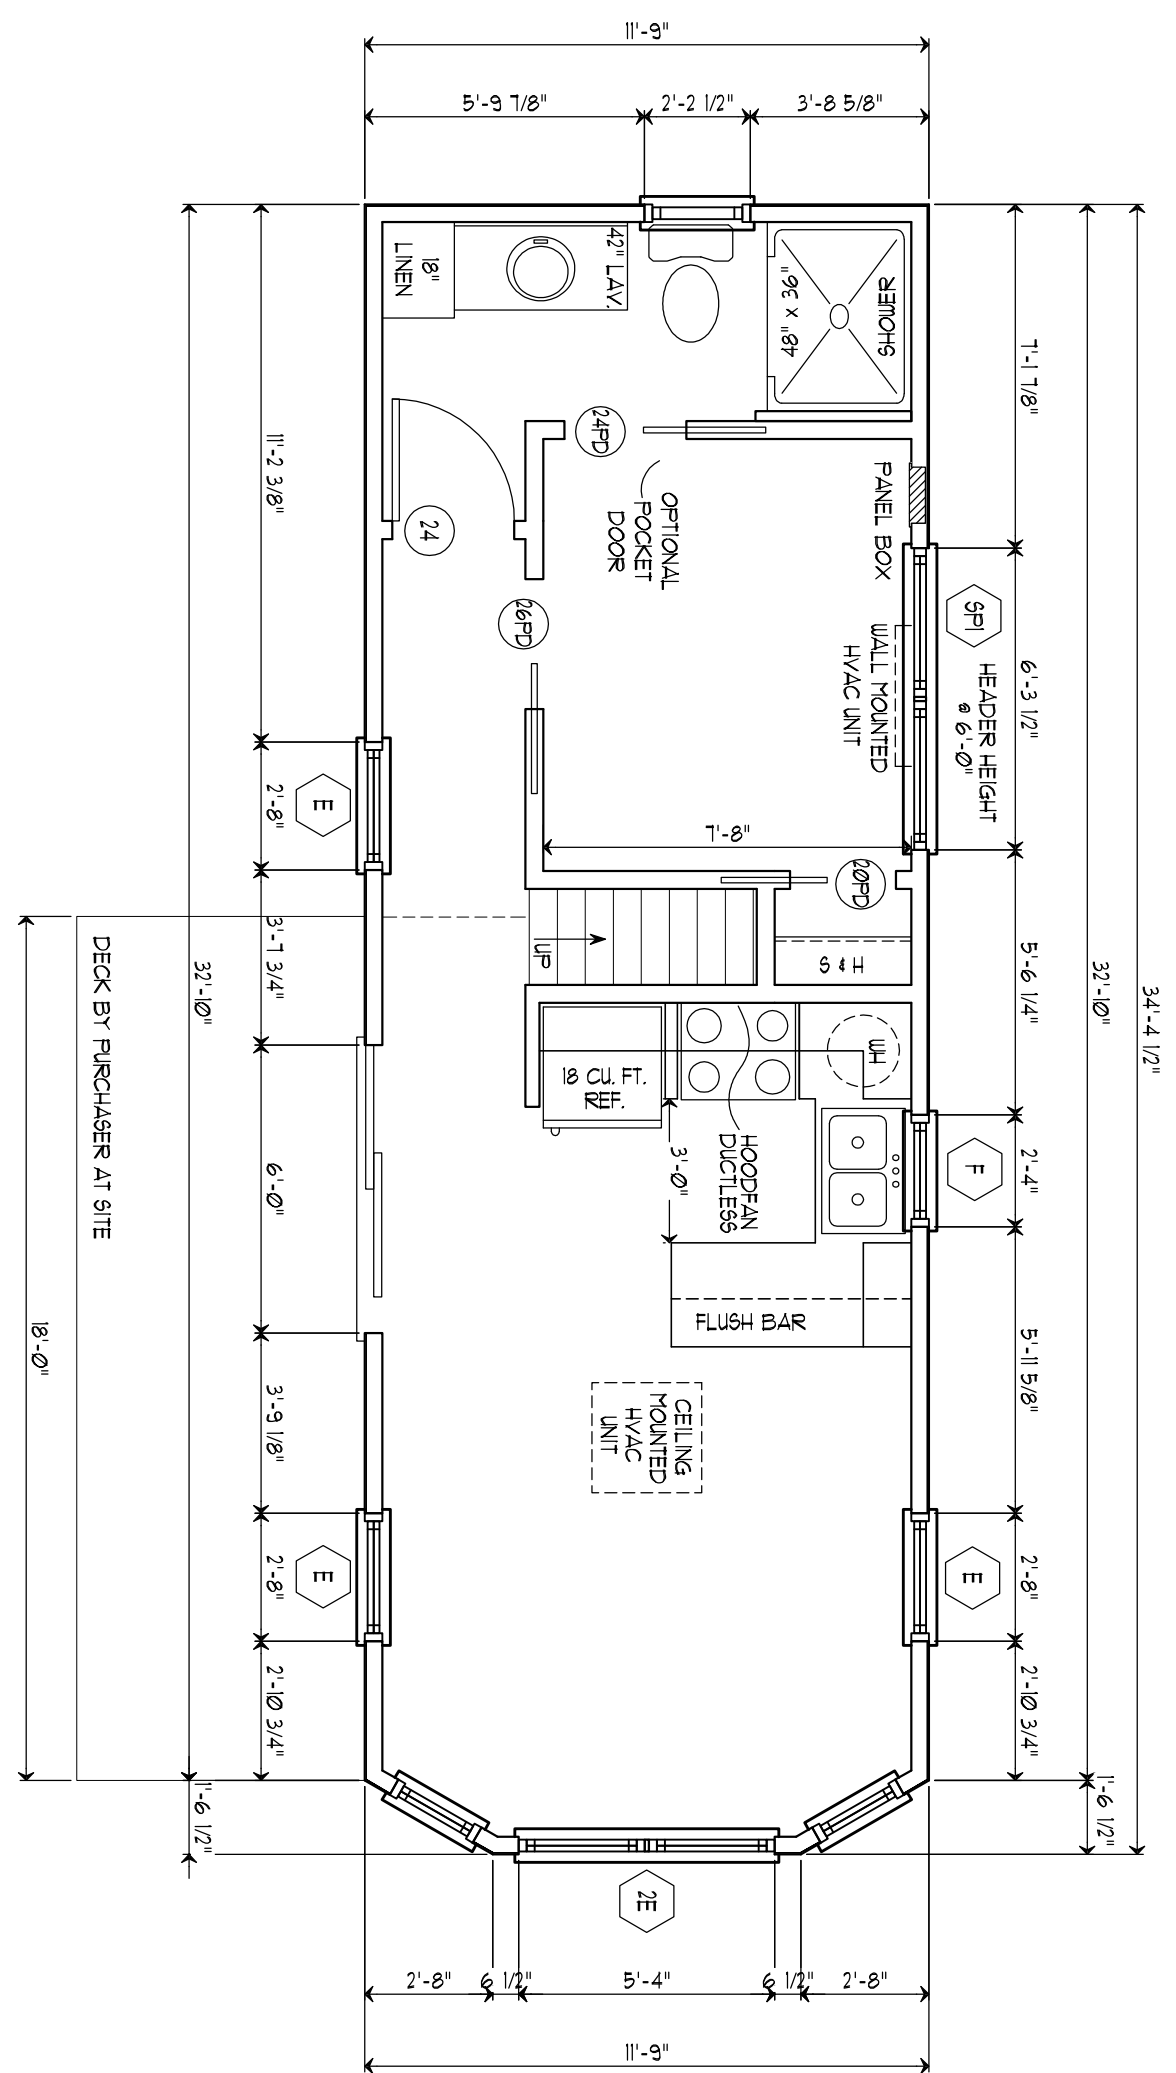 11'-9"
5'-9 7/8"
2'-2 1/2"
3'-8 5/8"
42" LAV.
18"
LINEN
SHOWER
48" X 36"
7'-1 7/8"
11'-2 3/8"
24PD
24
26PD
OPTIONAL
POCKET
DOOR
PANEL BOX
SP1
HEADER HEIGHT
@ 6'-0"
6'-3 1/2"
WALL MOUNTED
HVAC UNIT
E
2'-8"
7'-8"
20PD
S & H
UP
3'-7 3/4"
32'-10"
5'-6 1/4"
32'-10"
34'-4 1/2"
DECK BY PURCHASER AT SITE
WH
18 CU. FT.
REF.
3'-0"
HOODFAN
DUCTLESS
F
2'-4"
6'-0"
FLUSH BAR
18'-0"
5'-11 5/8"
3'-9 1/8"
CEILING
MOUNTED
HVAC
UNIT
E
2'-8"
E
2'-8"
2'-10 3/4"
2'-10 3/4"
1'-6 1/2"
1'-6 1/2"
2E
2'-8"
6 1/2"
5'-4"
6 1/2"
2'-8"
11'-9"